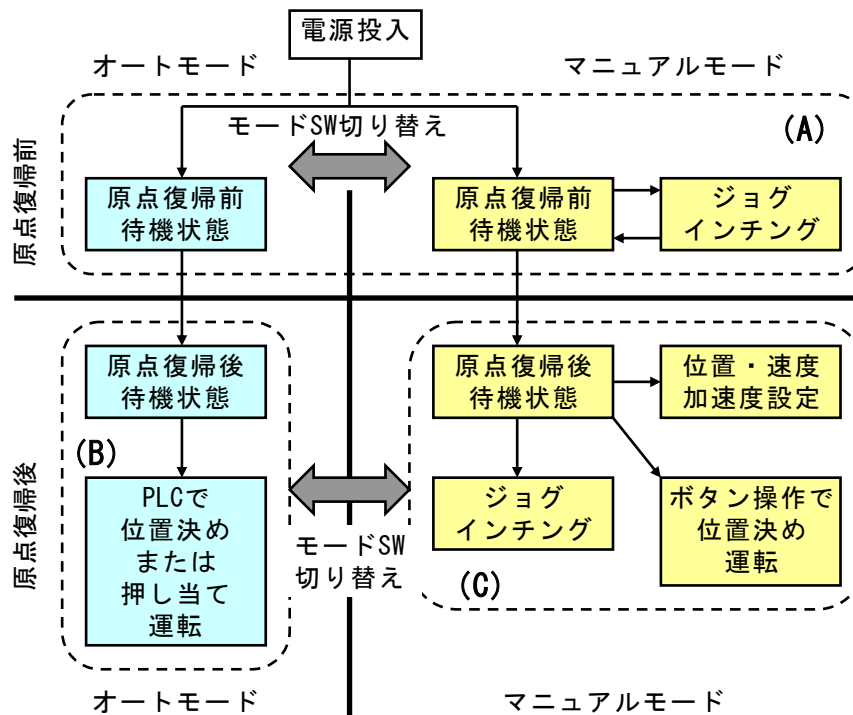 電源投入
オートモード
マニュアルモード
モードSW切り替え
(A)
原点復帰前
原点復帰前
待機状態
原点復帰前
待機状態
ジョグ
インチング
原点復帰後
待機状態
原点復帰後
待機状態
位置・速度
加速度設定
(B)
原点復帰後
PLCで
位置決め
または
押し当て
運転
モードSW
切り替え
ジョグ
インチング
ボタン操作で
位置決め
運転
(C)
オートモード
マニュアルモード